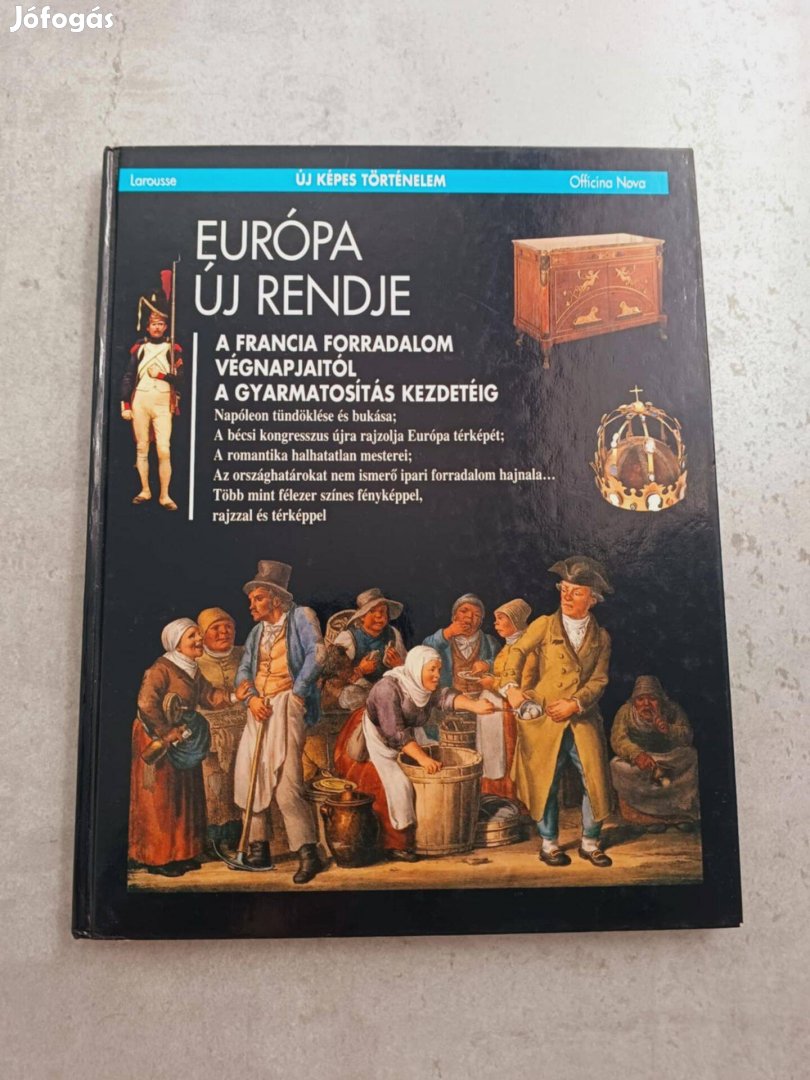 Jófogás
Larousse ÚJ KÉPES TÖRTÉNELEM Officina Nova
EURÓPA
ÚJ RENDJE
A FRANCIA FORRADALOM
VÉGNAPJAITÓL
A GYARMATOSÍTÁS KEZDETÉIG
Napóleon tündöklése és bukása;
A bécsi kongresszus újra rajzolja Európa térképét;
A romantika halhatatlan mesterei;
Az országhatárokat nem ismerő ipari forradalom hajnala…
Több mint félezer színes fényképpel,
rajzzal és térképpel